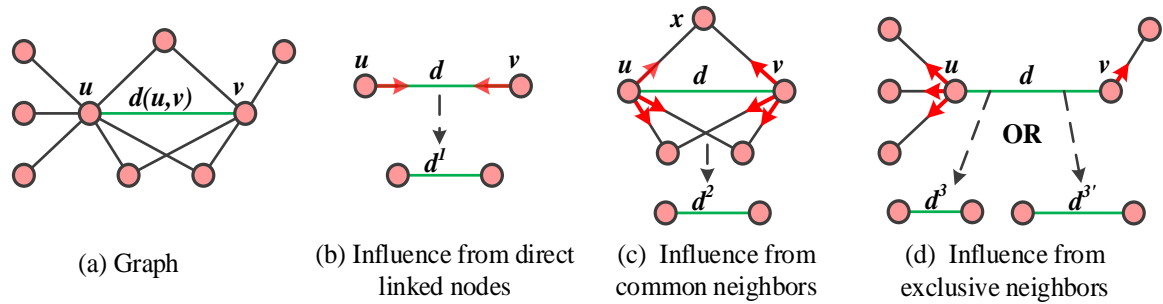 u
d(u,v)
v
(a) Graph
u
d
v
d¹
(b) Influence from direct
linked nodes
x
u
d
v
d²
(c) Influence from
common neighbors
u
d
v
OR
d³
d³'
(d) Influence from
exclusive neighbors